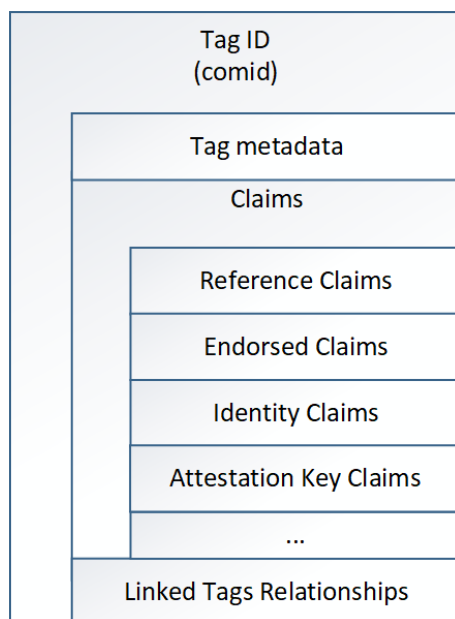 Tag ID
(comid)
Tag metadata
Claims
Reference Claims
Endorsed Claims
Identity Claims
Attestation Key Claims
...
Linked Tags Relationships